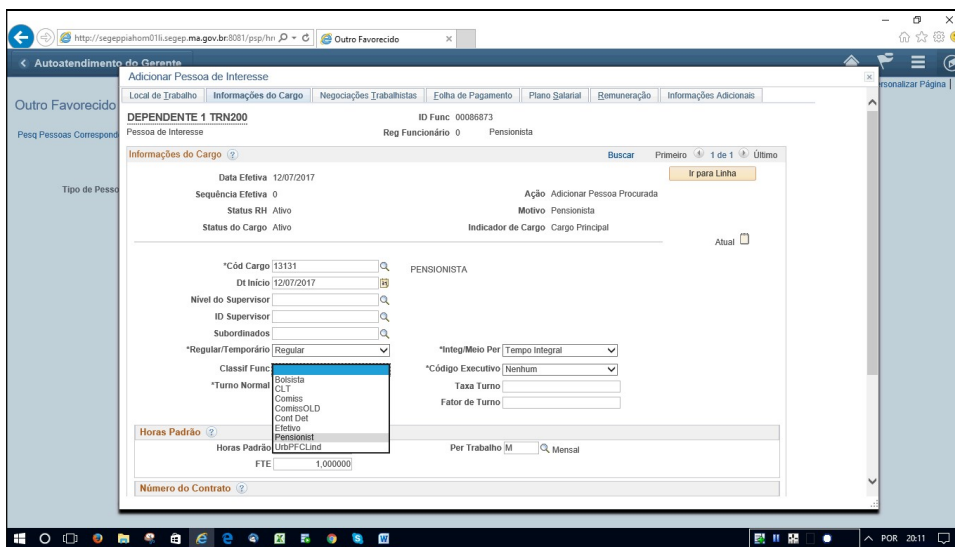 http://segeppiahom01li.segep.ma.gov.br:8081/psp/hn
Outro Favorecido
Autoatendimento do Gerente
Adicionar Pessoa de Interesse
ersonalizar Página
Local de Trabalho Informações do Cargo Negociações Trabalhistas Folha de Pagamento Plano Salarial Remuneração Informações Adicionais
Outro Favorecido
DEPENDENTE 1 TRN200 ID Func 00086873
Pesq Pessoas Correspond
Pessoa de Interesse Reg Funcionário 0 Pensionista
Informações do Cargo Buscar Primeiro 1 de 1 Último
Data Efetiva 12/07/2017 Ir para Linha
Tipo de Pesso
Sequência Efetiva 0 Ação Adicionar Pessoa Procurada
Status RH Ativo Motivo Pensionista
Status do Cargo Ativo Indicador de Cargo Cargo Principal
Atual
*Cód Cargo 13131 PENSIONISTA
Dt Início 12/07/2017
Nível do Supervisor
ID Supervisor
Subordinados
*Regular/Temporário Regular *Integ/Meio Per Tempo Integral
Classif Func *Código Executivo Nenhum
*Turno Normal Taxa Turno
Fator de Turno
Bolsista
CLT
Comiss
ComissOLD
Cont Det
Efetivo
Pensionist
UrbPFCLind
Horas Padrão
Horas Padrão Per Trabalho M Mensal
FTE 1,000000
Número do Contrato
POR 20:11